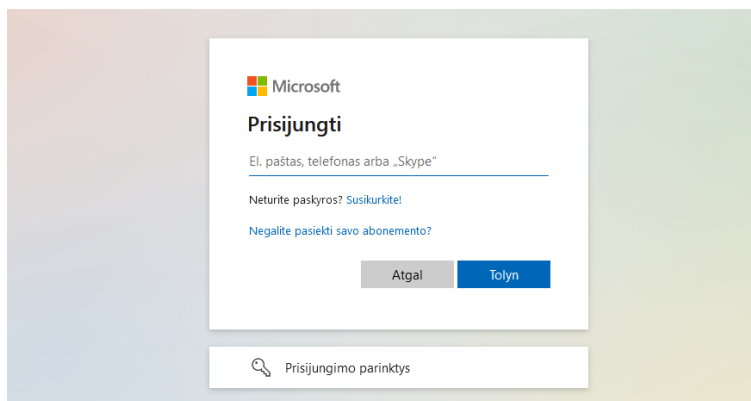 Microsoft
Prisijungti
El. paštas, telefonas arba „Skype“
Neturite paskyros? Susikurkite!
Negalite pasiekti savo abonemento?
Atgal
Tolyn
Prisijungimo parinktys